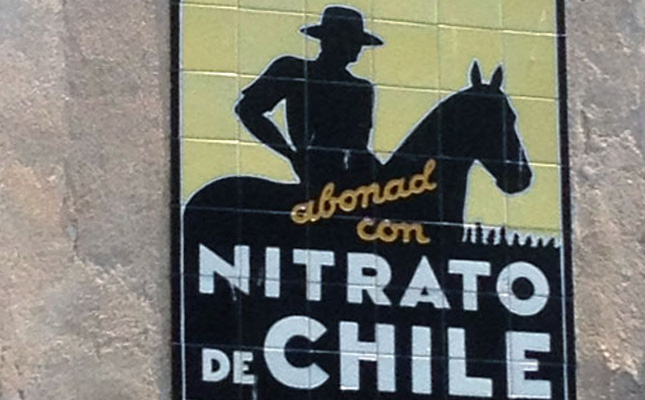 abonad
con
NITRATO
DE CHILE